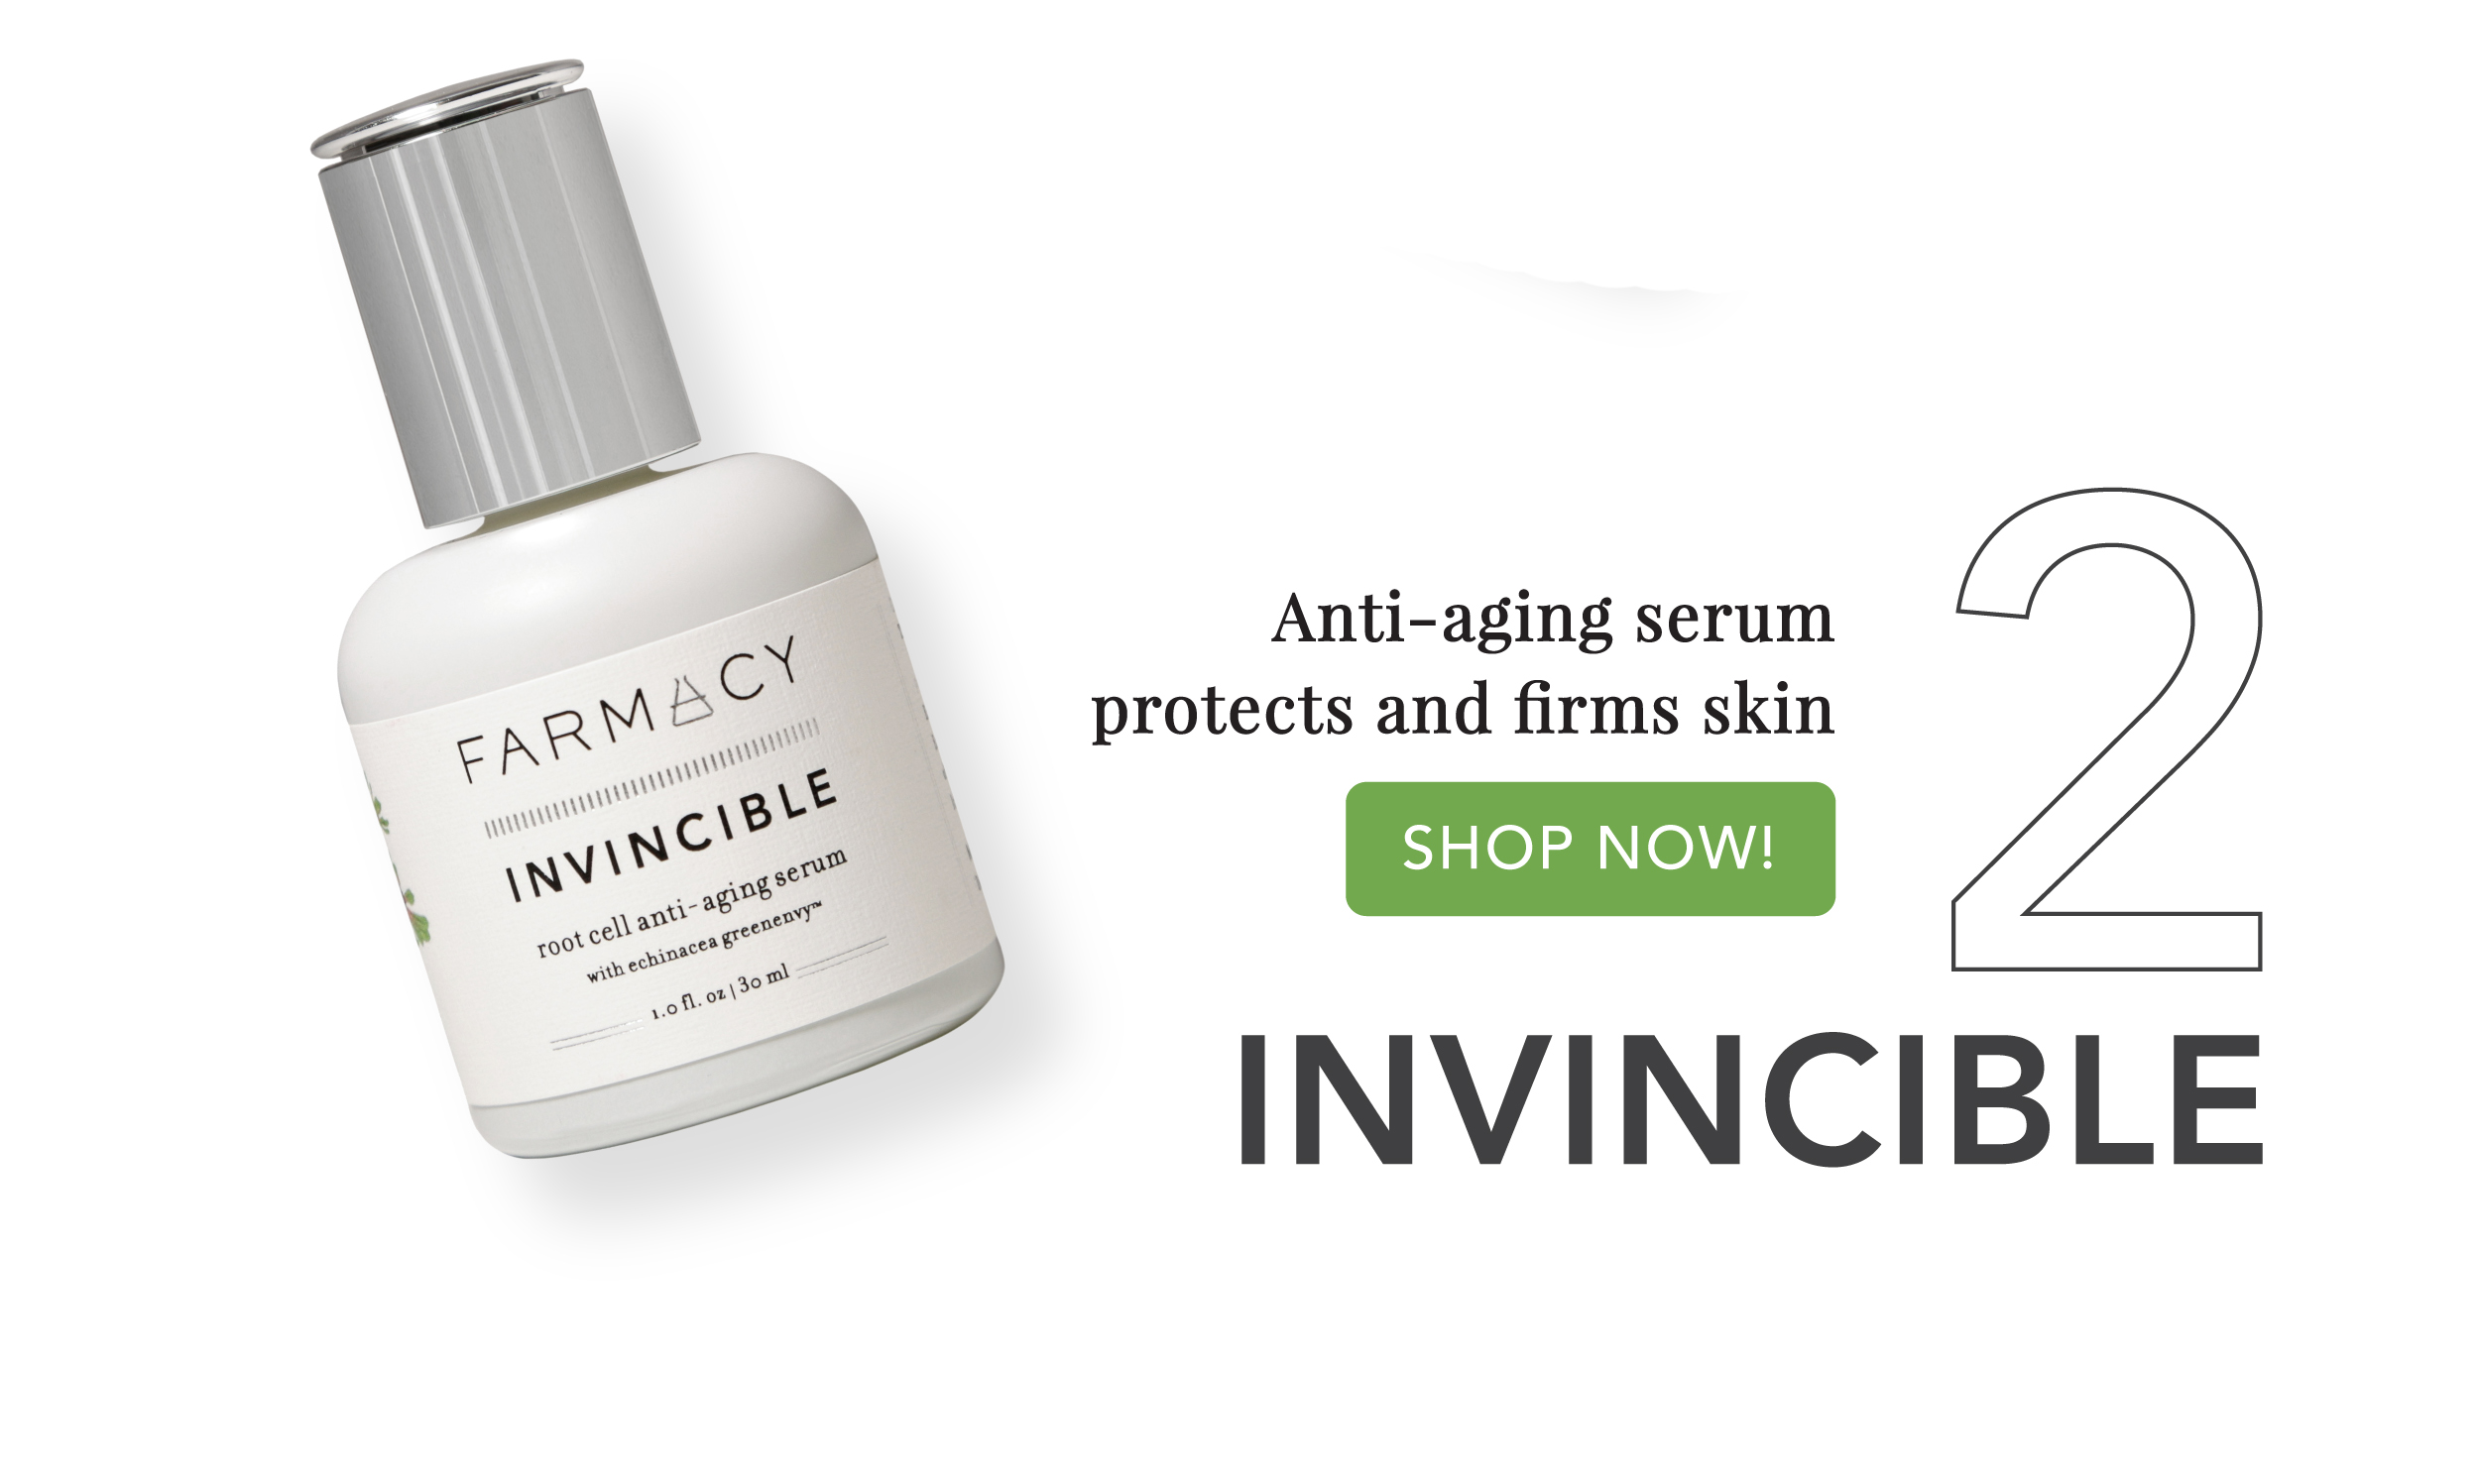 FARMACY
INVINCIBLE
root cell anti-aging serum
with echinacea greenenvy™
1.0 fl. oz | 30 ml
Anti-aging serum
protects and firms skin
SHOP NOW!
2
INVINCIBLE